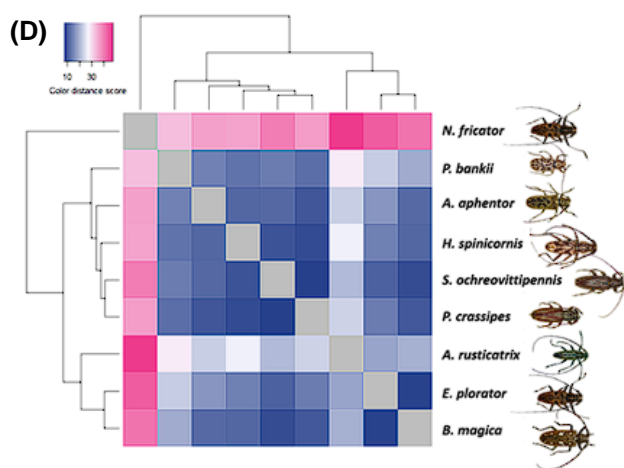 (D)
10 30
Color distance score
N. fricator
P. bankii
A. aphentor
H. spinicornis
S. ochreovittipennis
P. crassipes
A. rusticatrix
E. plorator
B. magica